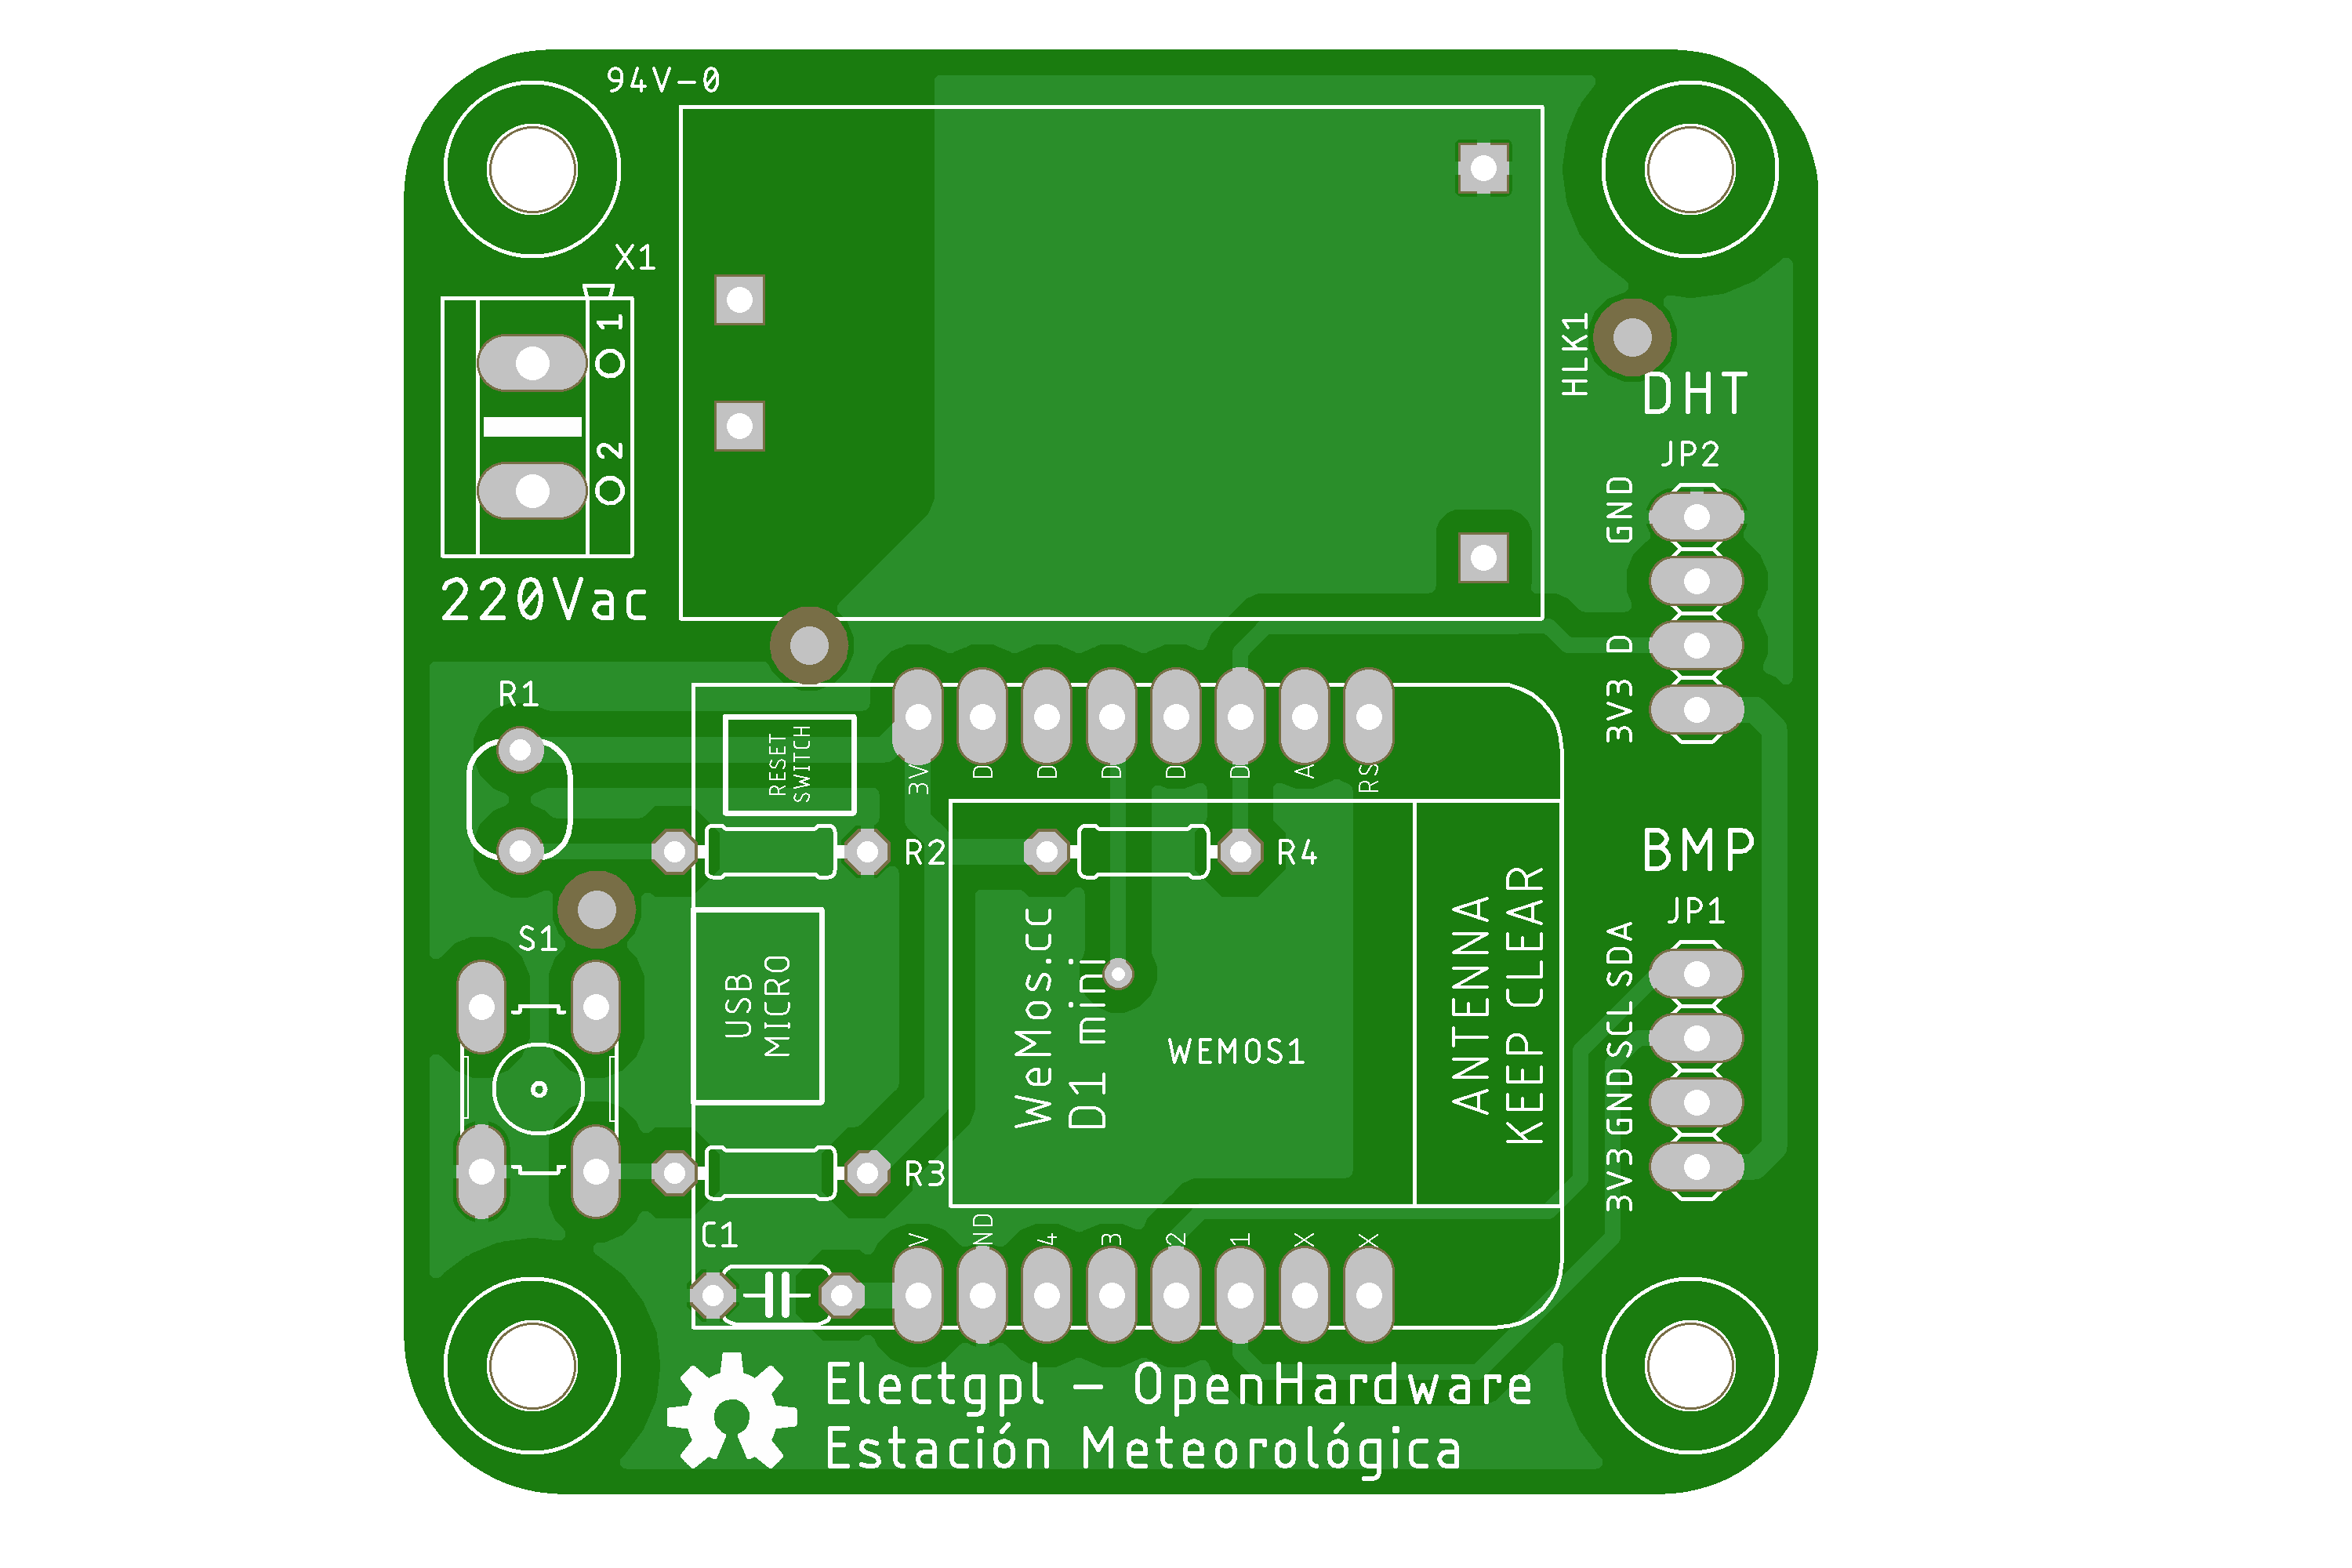 94V-0
X1
1
2
220Vac
HLK1
DHT
JP2
GND
D
3V3
R1
RESET
SWITCH
3V
D
D
D
D
D
A
RS
R2
R4
BMP
JP1
SDA
SCL
GND
3V3
S1
USB
MICRO
WeMos.cc
D1 mini
WEMOS1
ANTENNA
KEEP CLEAR
R3
C1
V
ND
4
3
2
1
X
X
Electgpl - OpenHardware
Estación Meteorológica